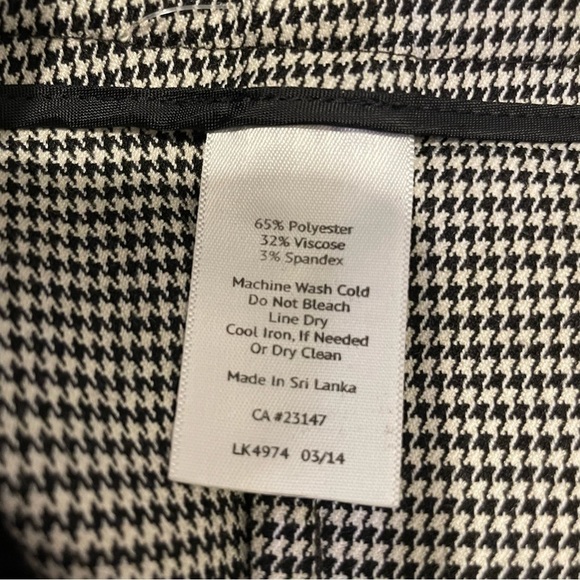 65% Polyester
32% Viscose
3% Spandex
Machine Wash Cold
Do Not Bleach
Line Dry
Cool Iron, If Needed
Or Dry Clean
Made In Sri Lanka
CA #23147
LK4974 03/14